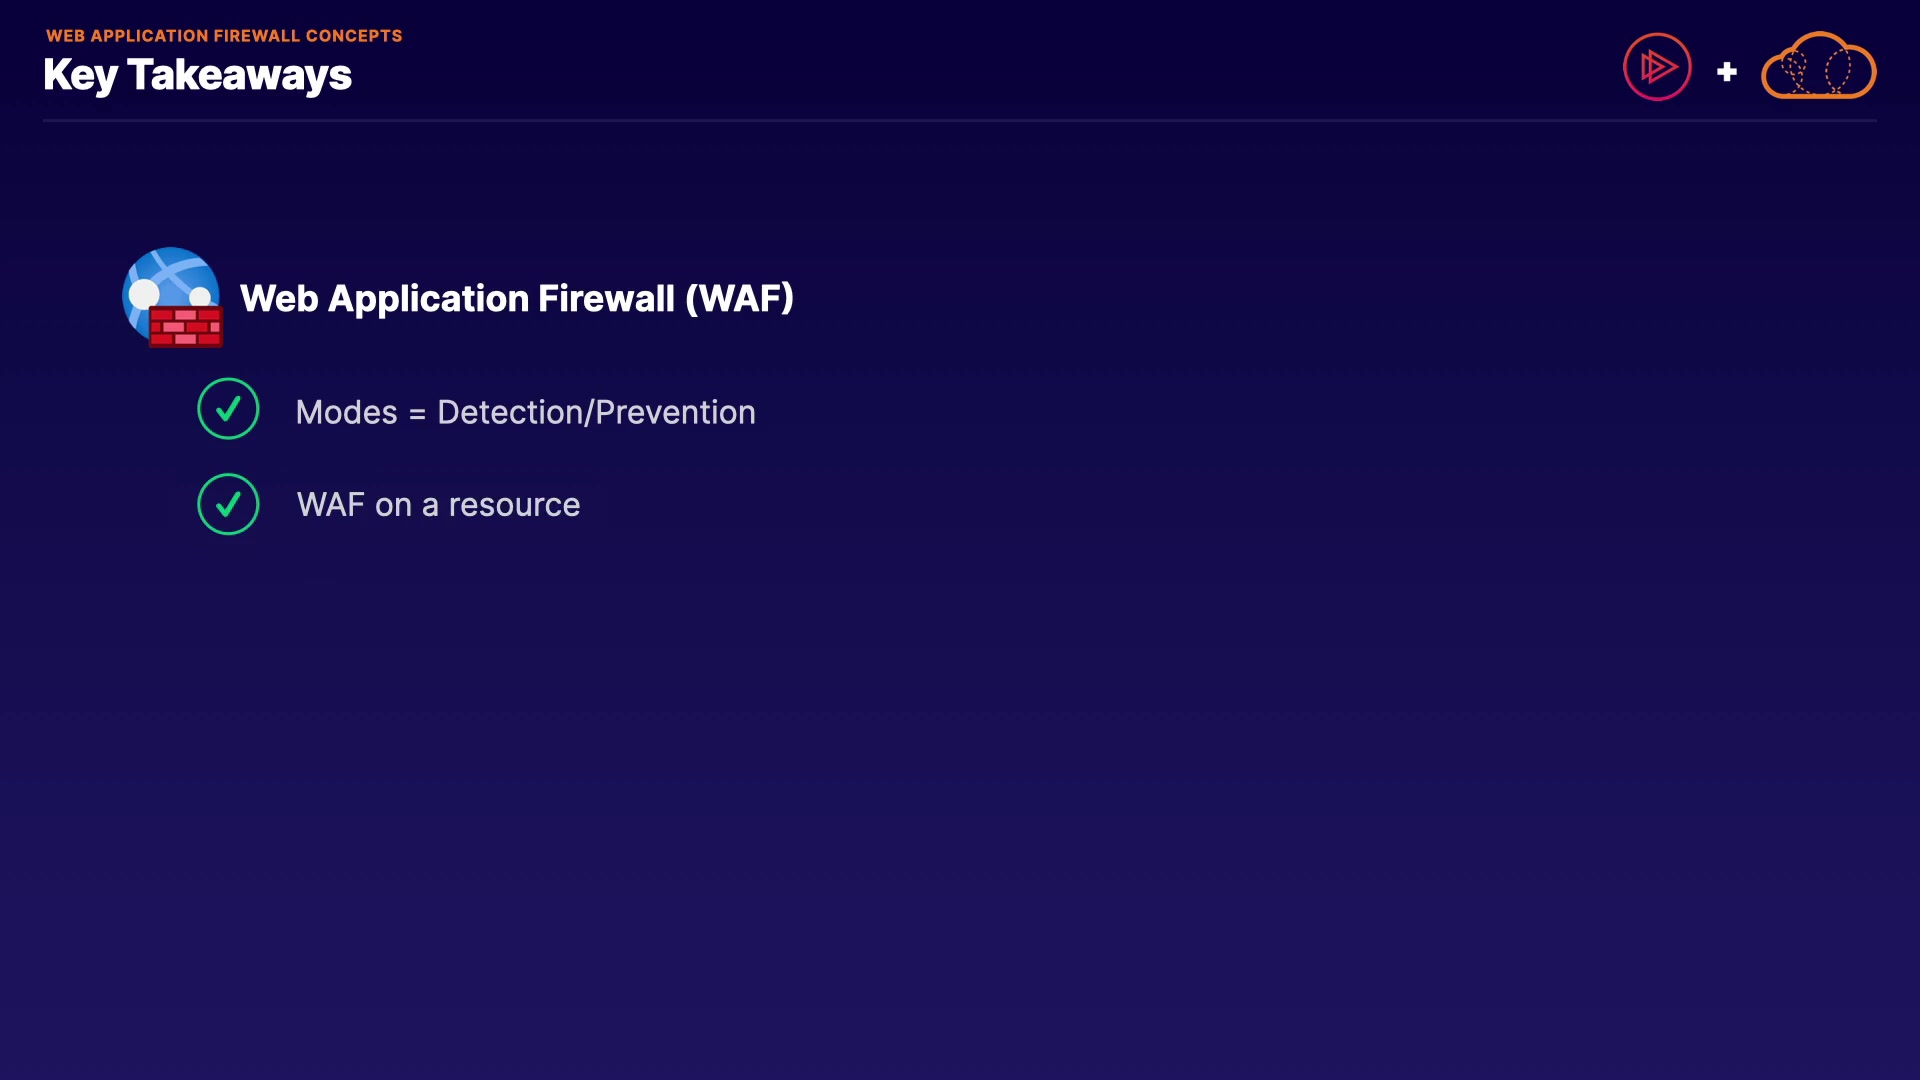 WEB APPLICATION FIREWALL CONCEPTS
Key Takeaways
+
Web Application Firewall (WAF)
Modes = Detection/Prevention
WAF on a resource